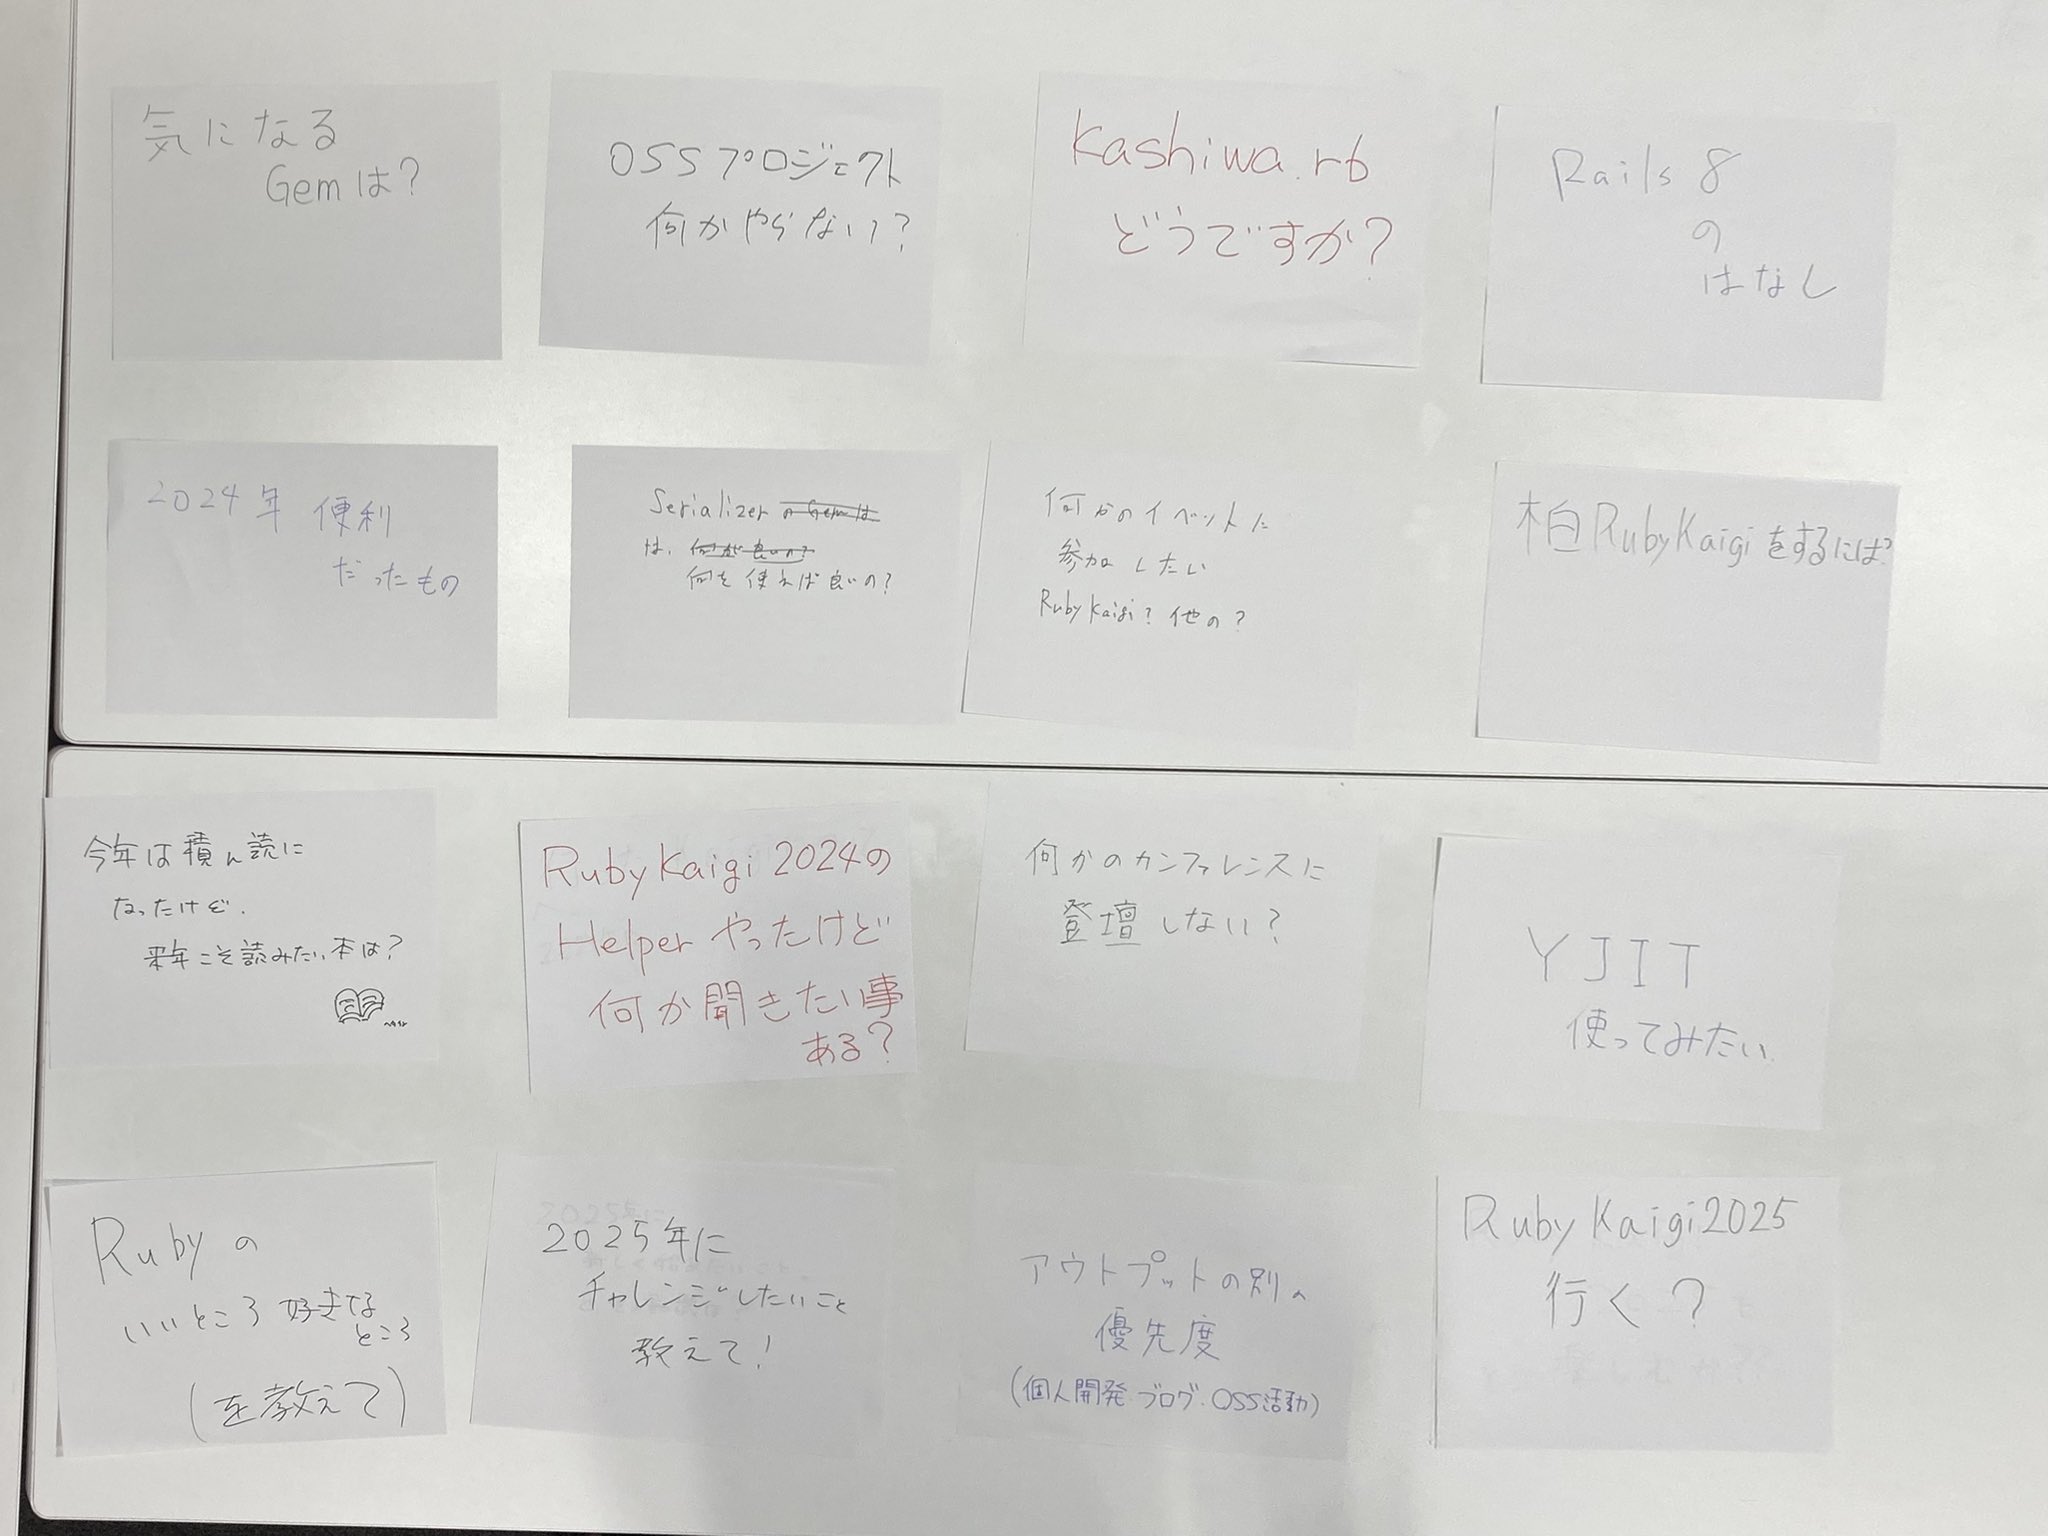 気になる
Gemは?
OSSプロジェクト
何かやらない?
Kashiwa.rb
どうですか?
Rails 8
の
はなし
2024年 便利
だったもの
Serializer のGemは
は、何が良いの?
何を使えば良いの?
何かのイベントに
参加したい
RubyKaigi? 他の?
柏RubyKaigiをするには?
今年は積ん読に
なったけど、
来年こそ読みたい本は?
RubyKaigi 2024の
Helperやったけど
何か聞きたい事
ある?
何かのカンファレンスに
登壇しない?
YJIT
使ってみたい
Rubyの
いいところ 好きな
ところ
(を教えて)
2025年に
チャレンジしたいこと
教えて!
アウトプットの別の
優先度
(個人開発・ブログ・OSS活動)
RubyKaigi2025
行く?